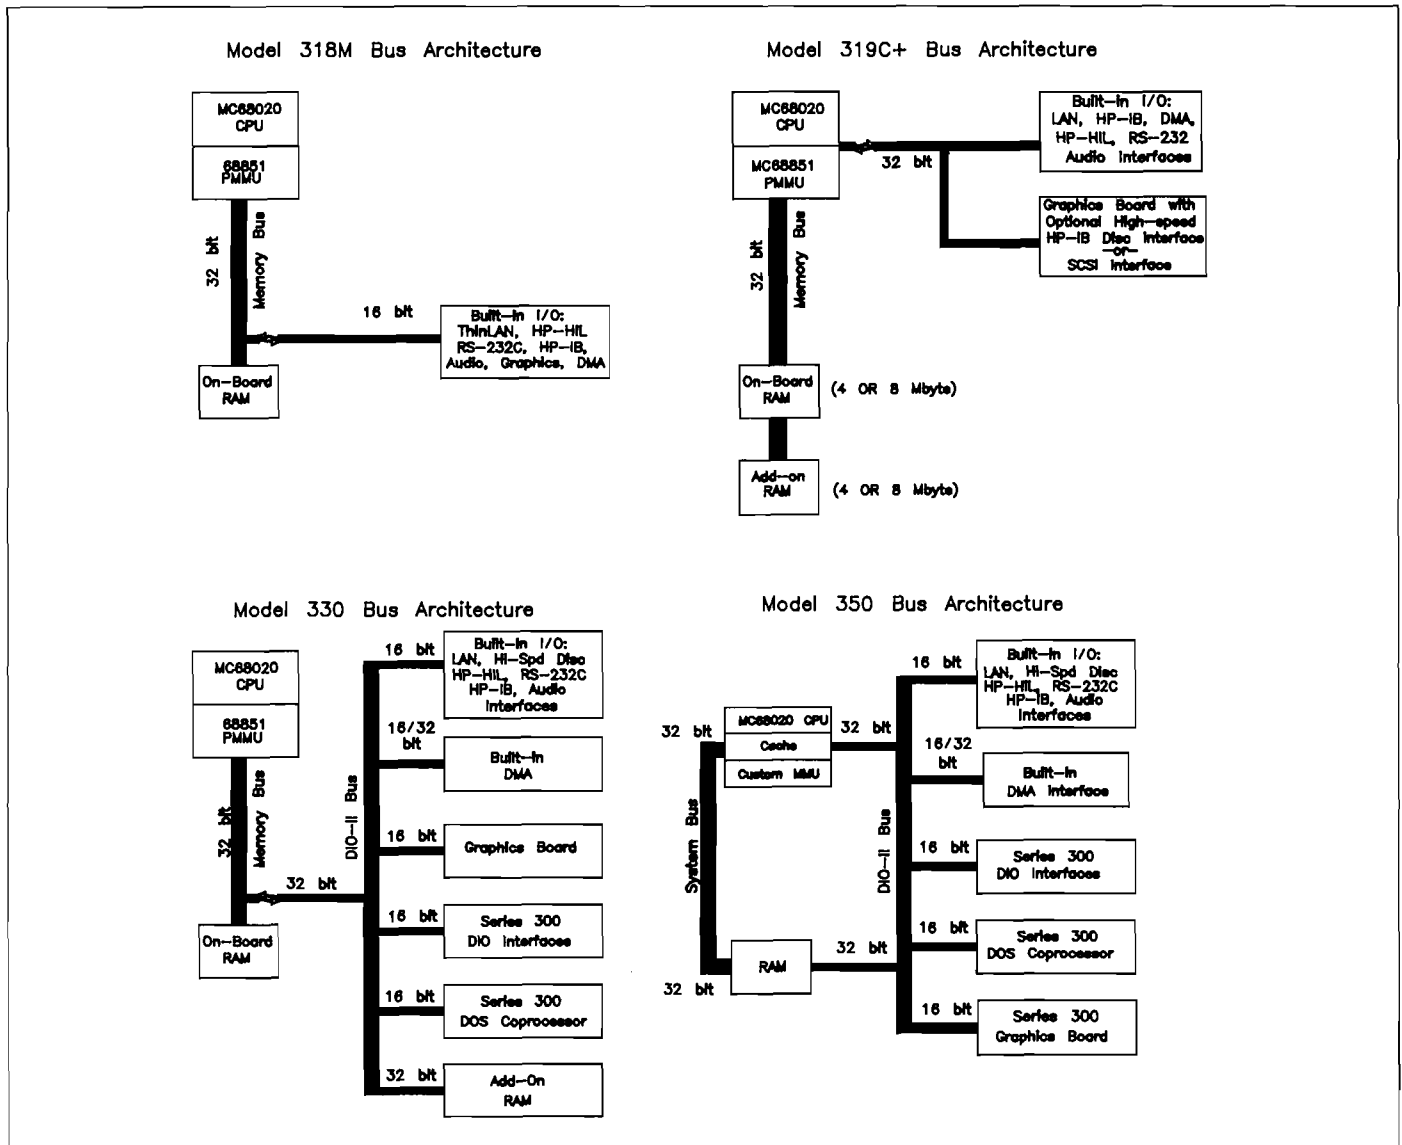 Model 318M Bus Architecture
MC68020
CPU
68851
PMMU
32 bit
Memory Bus
16 bit
Built-in I/O:
ThinLAN, HP-HIL
RS-232C, HP-IB,
Audio, Graphics, DMA
On-Board
RAM
Model 319C+ Bus Architecture
MC68020
CPU
MC68851
PMMU
32 bit
Built-in I/O:
LAN, HP-IB, DMA,
HP-HIL, RS-232
Audio Interfaces
Graphics Board with
Optional High-speed
HP-IB Disc Interface
-or-
SCSI Interface
32 bit
Memory Bus
On-Board
RAM
(4 OR 8 Mbyte)
Add-on
RAM
(4 OR 8 Mbyte)
Model 330 Bus Architecture
MC68020
CPU
68851
PMMU
32 bit
Memory Bus
32 bit
On-Board
RAM
DIO-II Bus
16 bit
Built-in I/O:
LAN, Hi-Spd Disc
HP-HIL, RS-232C
HP-IB, Audio
Interfaces
16/32
bit
Built-in
DMA
16 bit
Graphics Board
16 bit
Series 300
DIO Interfaces
16 bit
Series 300
DOS Coprocessor
32 bit
Add-On
RAM
Model 350 Bus Architecture
32 bit
MC68020 CPU
Cache
Custom MMU
32 bit
System Bus
32 bit
RAM
32 bit
DIO-II Bus
16 bit
Built-in I/O:
LAN, Hi-Spd Disc
HP-HIL, RS-232C
HP-IB, Audio
Interfaces
16/32
bit
Built-in
DMA Interface
16 bit
Series 300
DIO Interfaces
16 bit
Series 300
DOS Coprocessor
16 bit
Series 300
Graphics Board